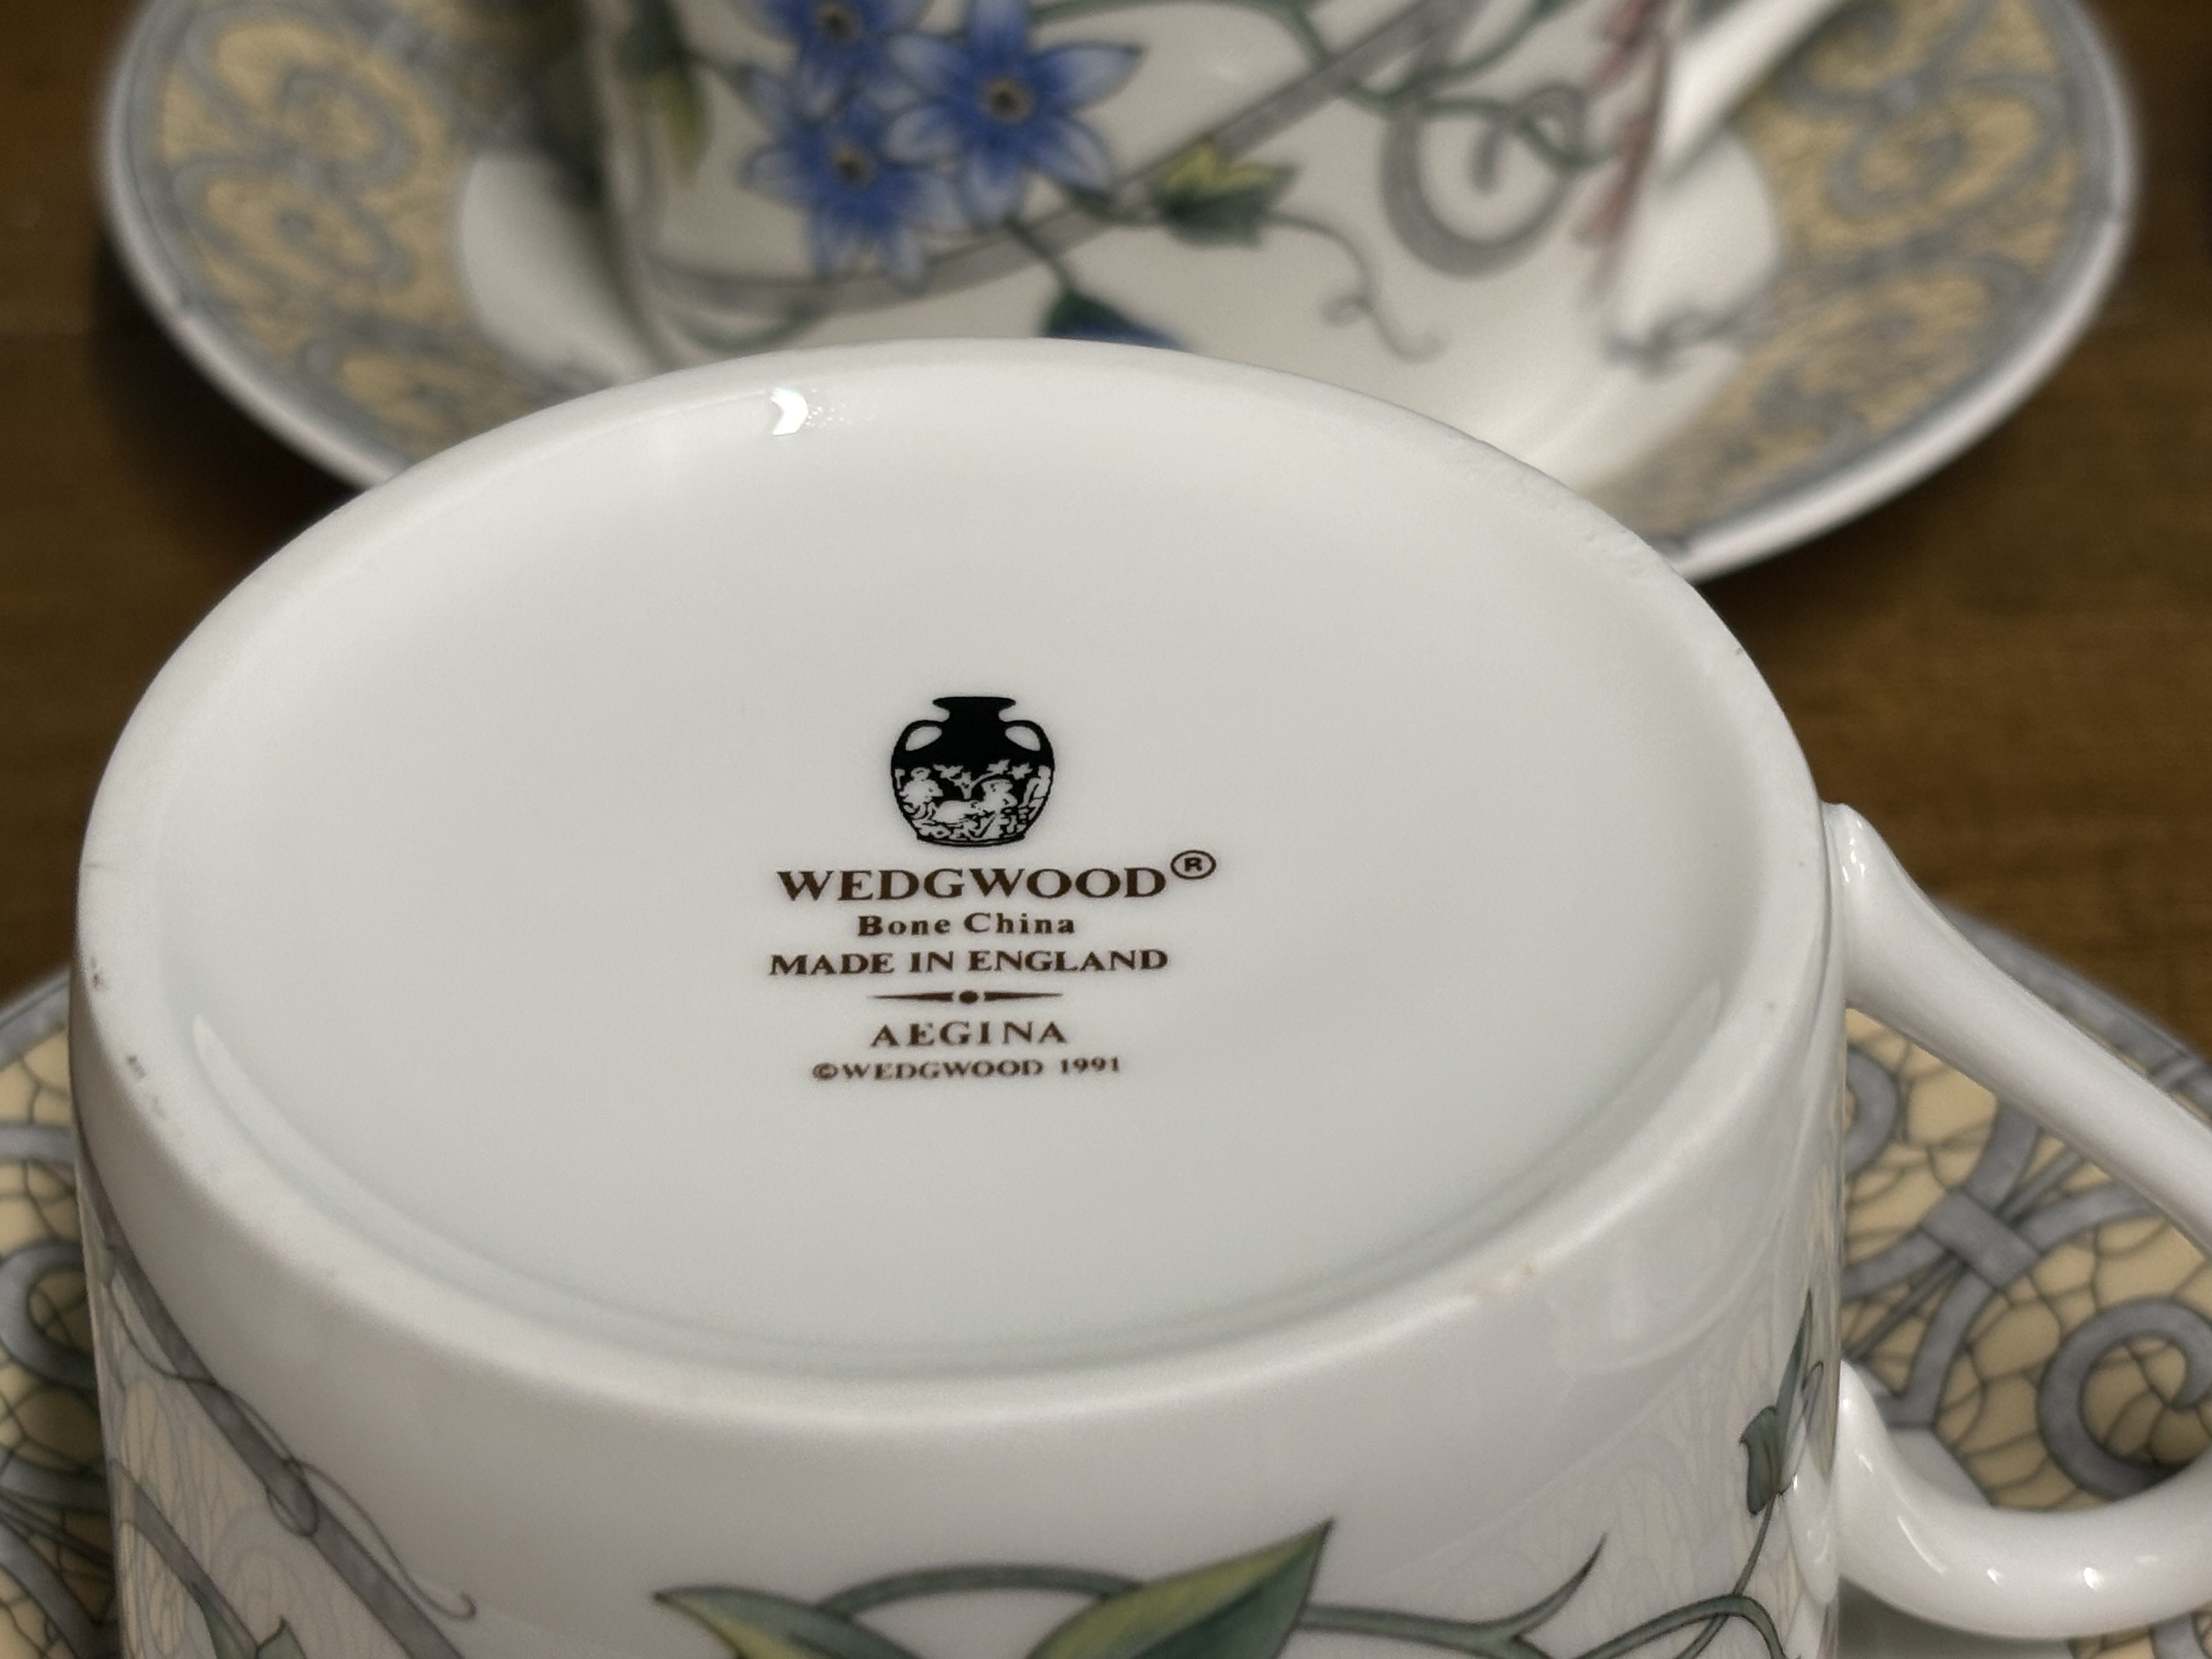 WEDGWOOD®
Bone China
MADE IN ENGLAND
AEGINA
©WEDGWOOD 1991